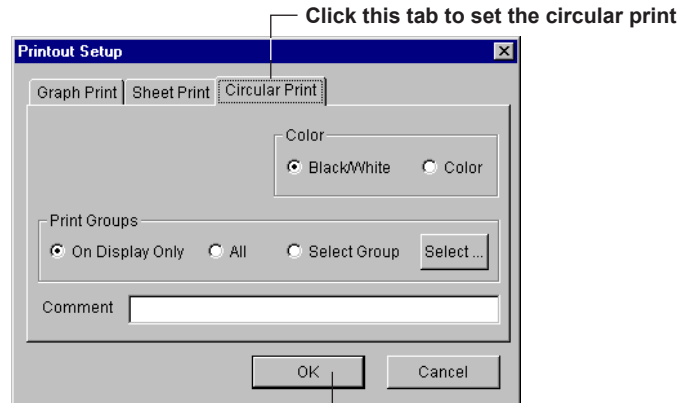 Click this tab to set the circular print
Printout Setup
Graph Print Sheet Print Circular Print
Color
Black/White Color
Print Groups
On Display Only All Select Group Select ...
Comment
OK Cancel